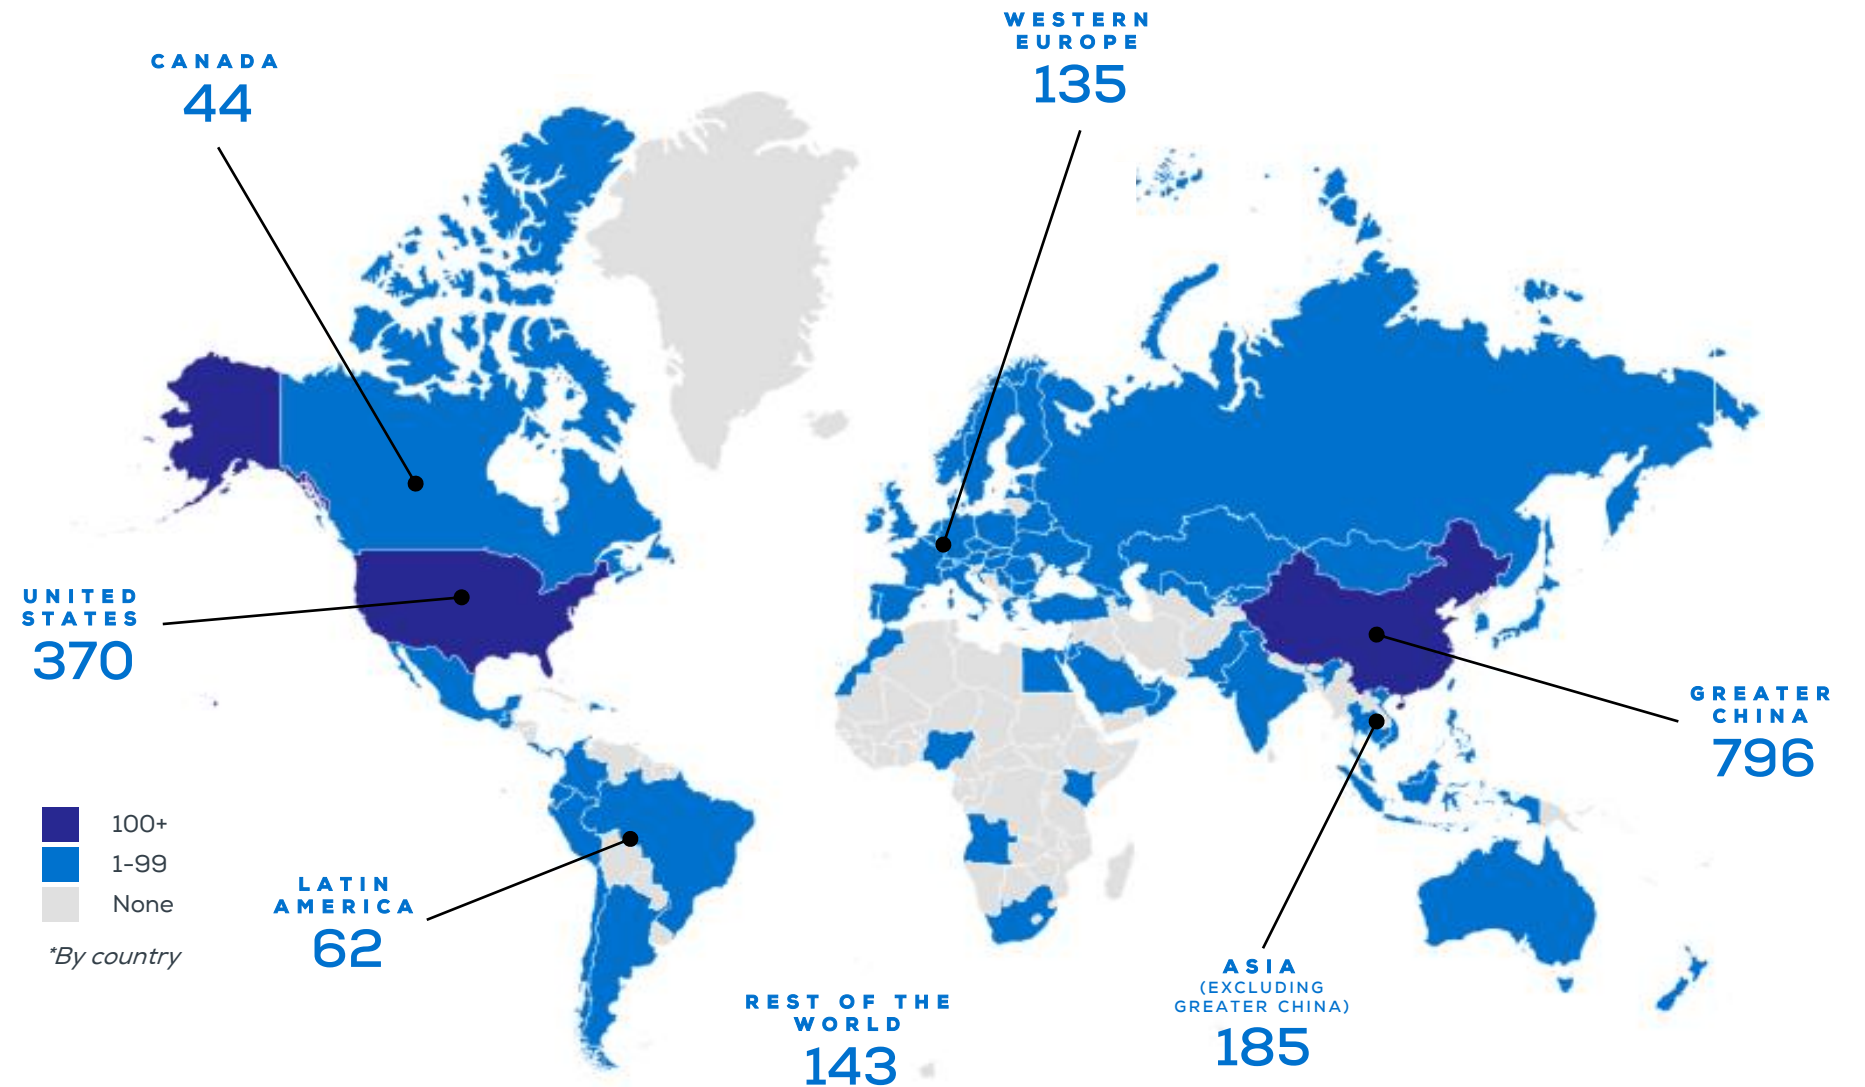 WESTERN
EUROPE
135
CANADA
44
UNITED
STATES
370
GREATER
CHINA
796
100+
1-99
None
*By country
LATIN
AMERICA
62
ASIA
(EXCLUDING
GREATER CHINA)
185
REST OF THE
WORLD
143